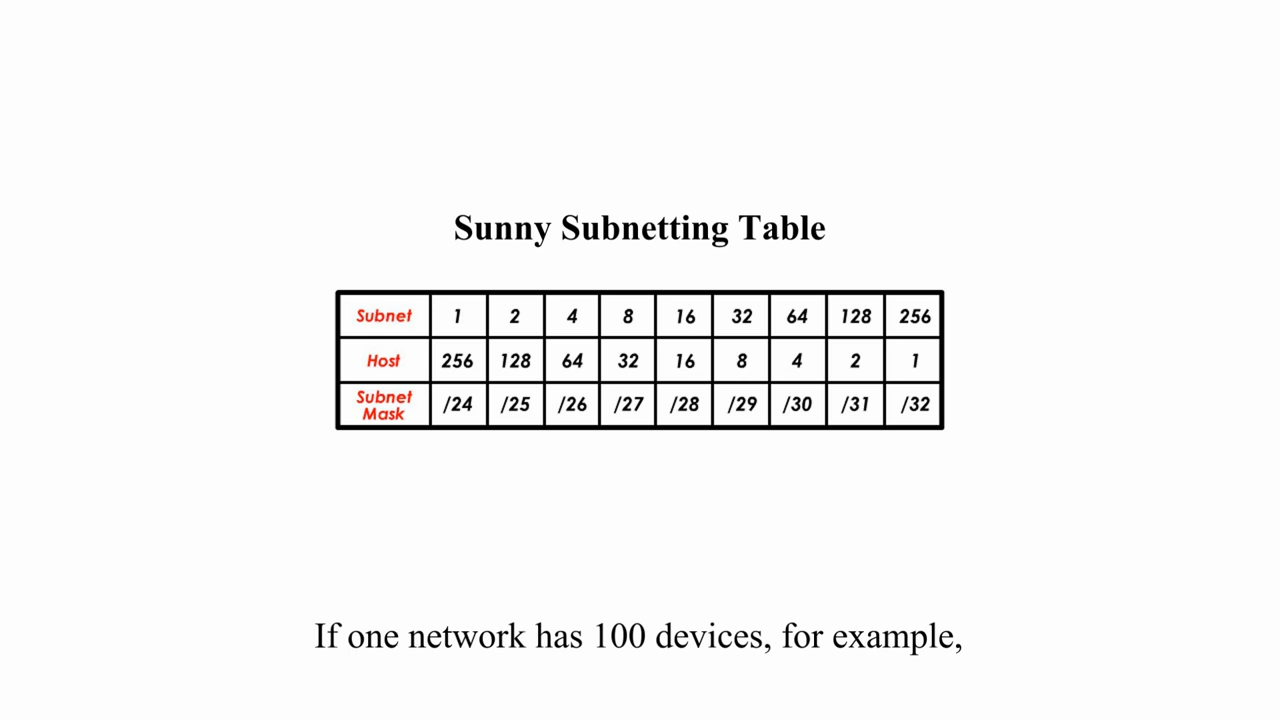 Sunny Subnetting Table
Subnet 1 2 4 8 16 32 64 128 256
Host 256 128 64 32 16 8 4 2 1
Subnet Mask /24 /25 /26 /27 /28 /29 /30 /31 /32
If one network has 100 devices, for example,